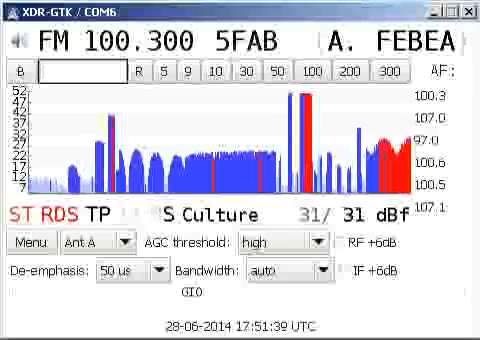 XDR-GTK / COM6
FM 100.300 5FAB A. FEBEA
B R 5 9 10 30 50 100 200 300 AF:
52
47
42
37
32
27
22
17
12
7
100.3
107.0
97.0
100.6
100.5
107.1
ST RDS TP S Culture 31/ 31 dBf
Menu Ant A AGC threshold: high RF +6dB
De-emphasis: 50 us Bandwidth: auto IF +6dB
28-06-2014 17:51:39 UTC